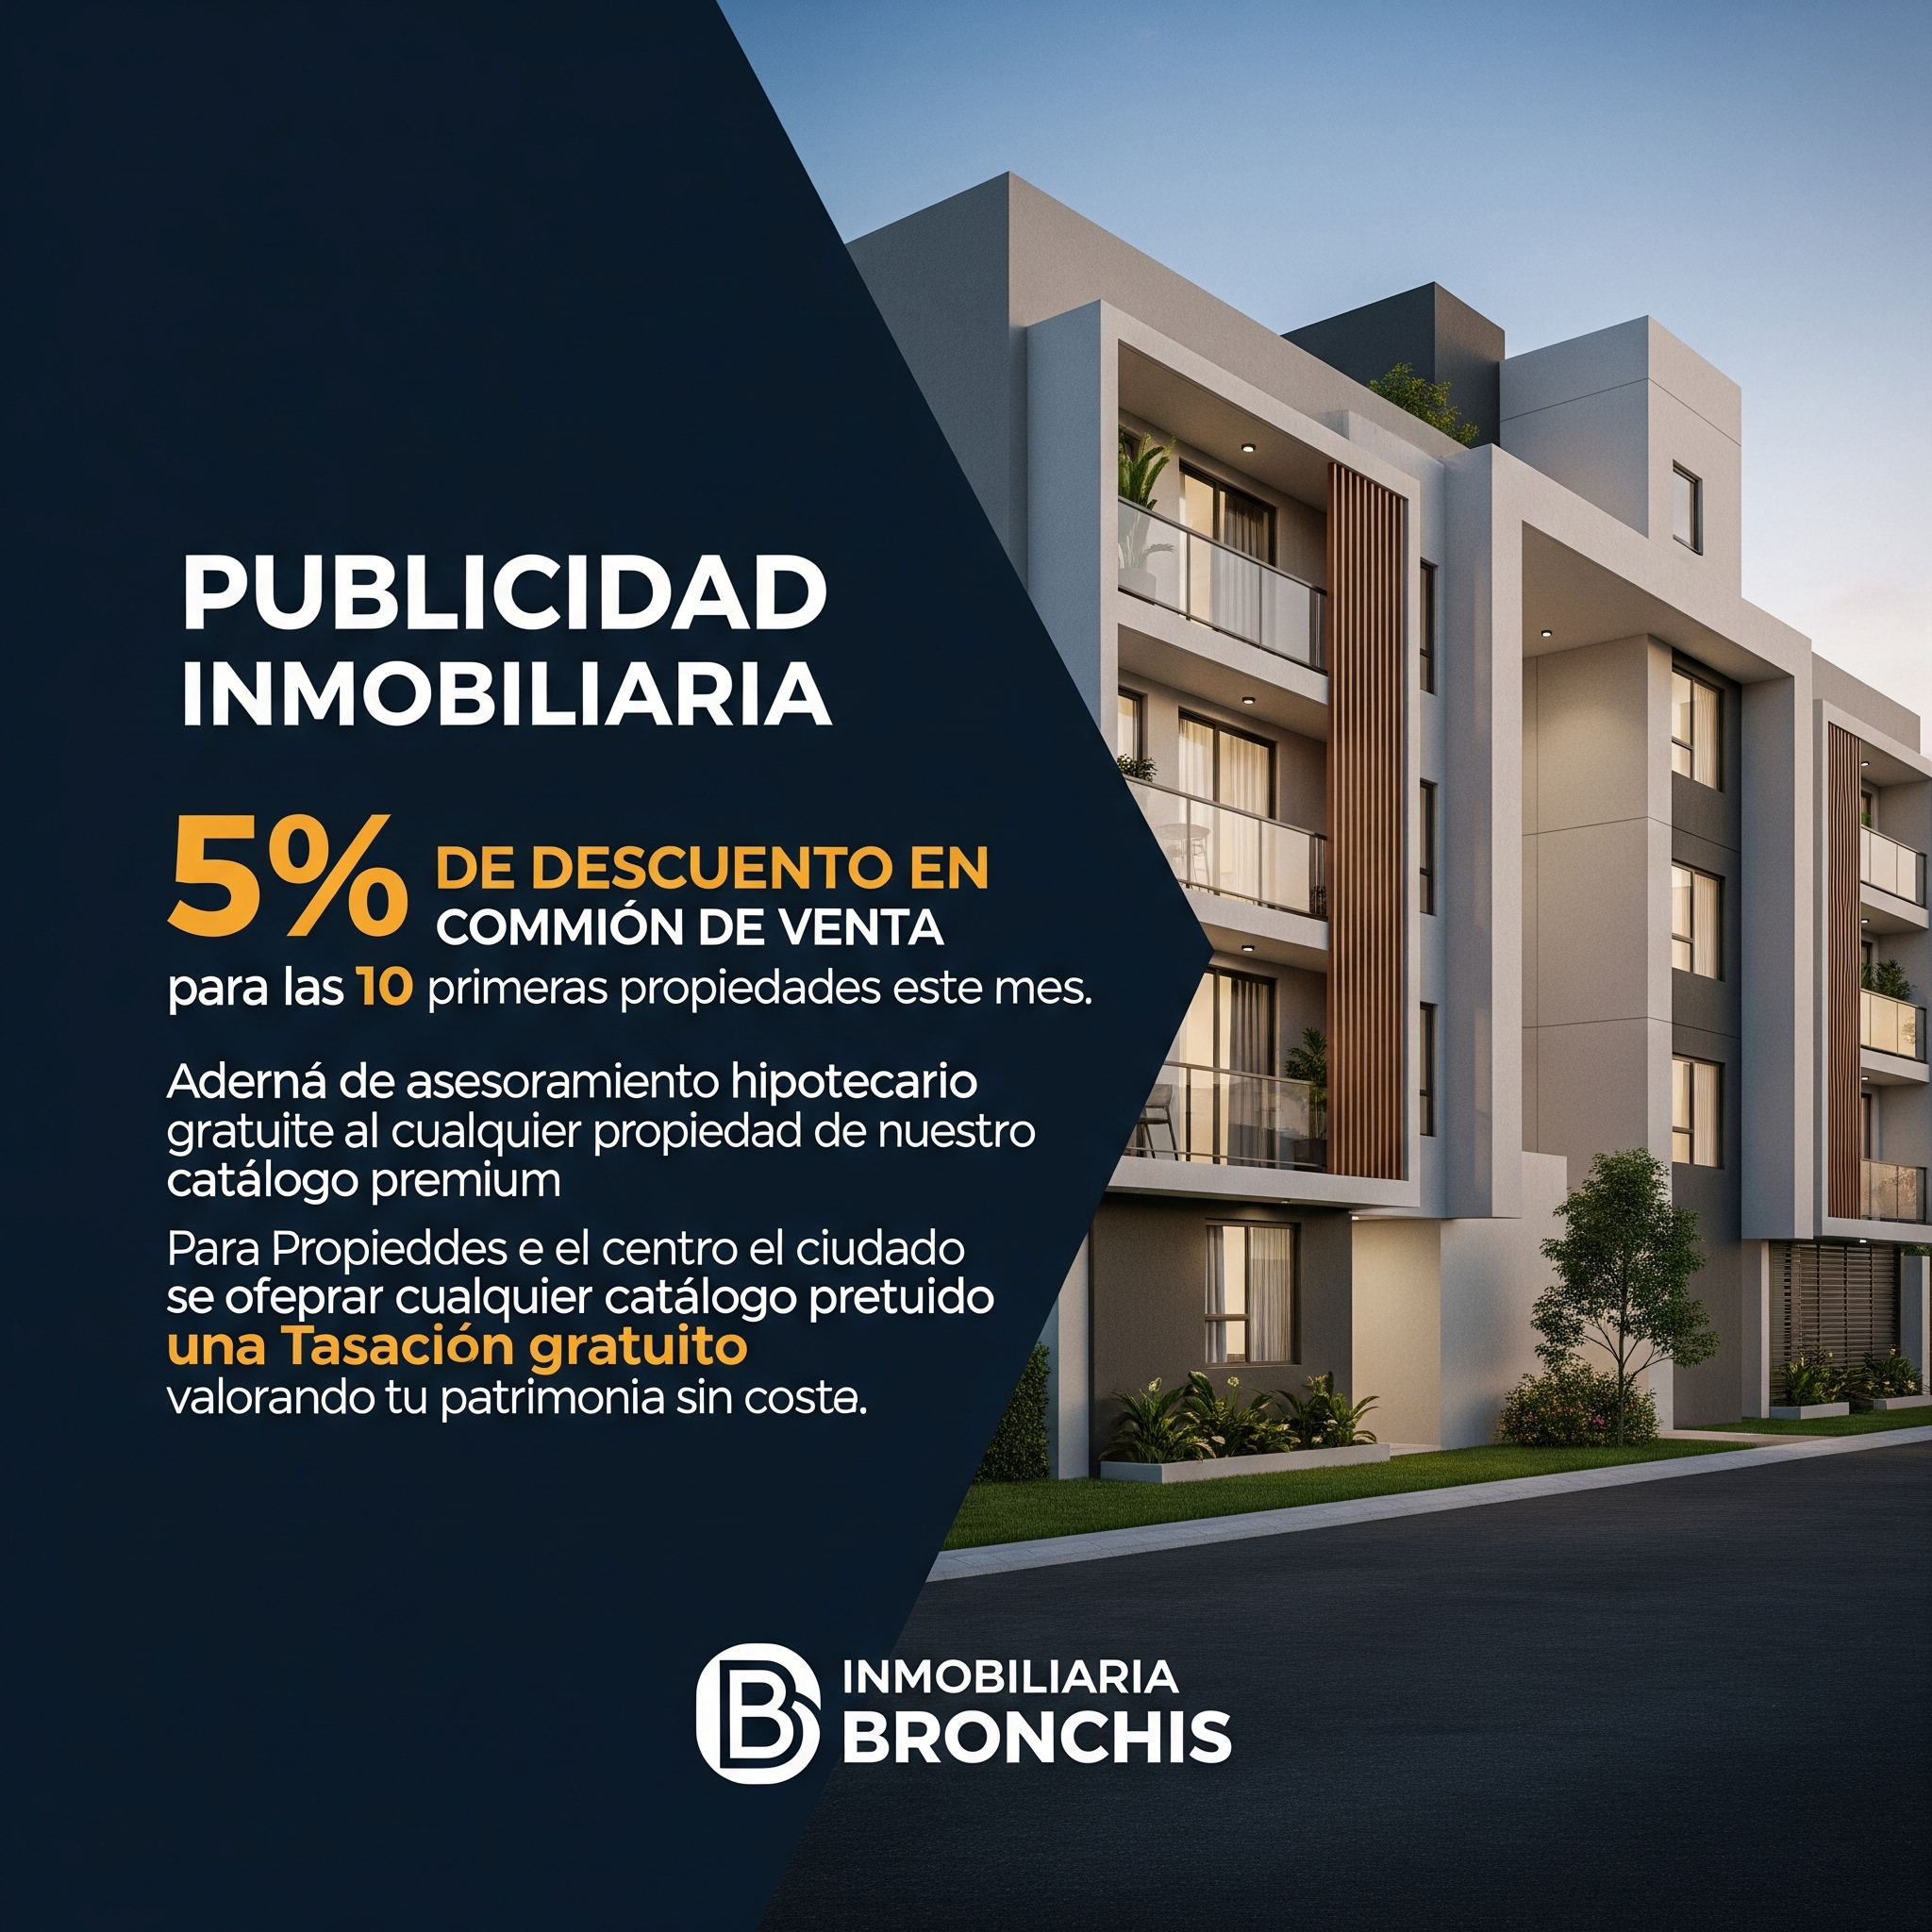 PUBLICIDAD
INMOBILIARIA
5% DE DESCUENTO EN
COMMIÓN DE VENTA
para las 10 primeras propiedades este mes.
Aderná de asesoramiento hipotecario
gratuite al cualquier propiedad de nuestro
catálogo premium
Para Propieddes e el centro el ciudado
se ofeprar cualquier catálogo pretuido
una Tasación gratuito
valorando tu patrimonia sin coste.
B INMOBILIARIA
BRONCHIS